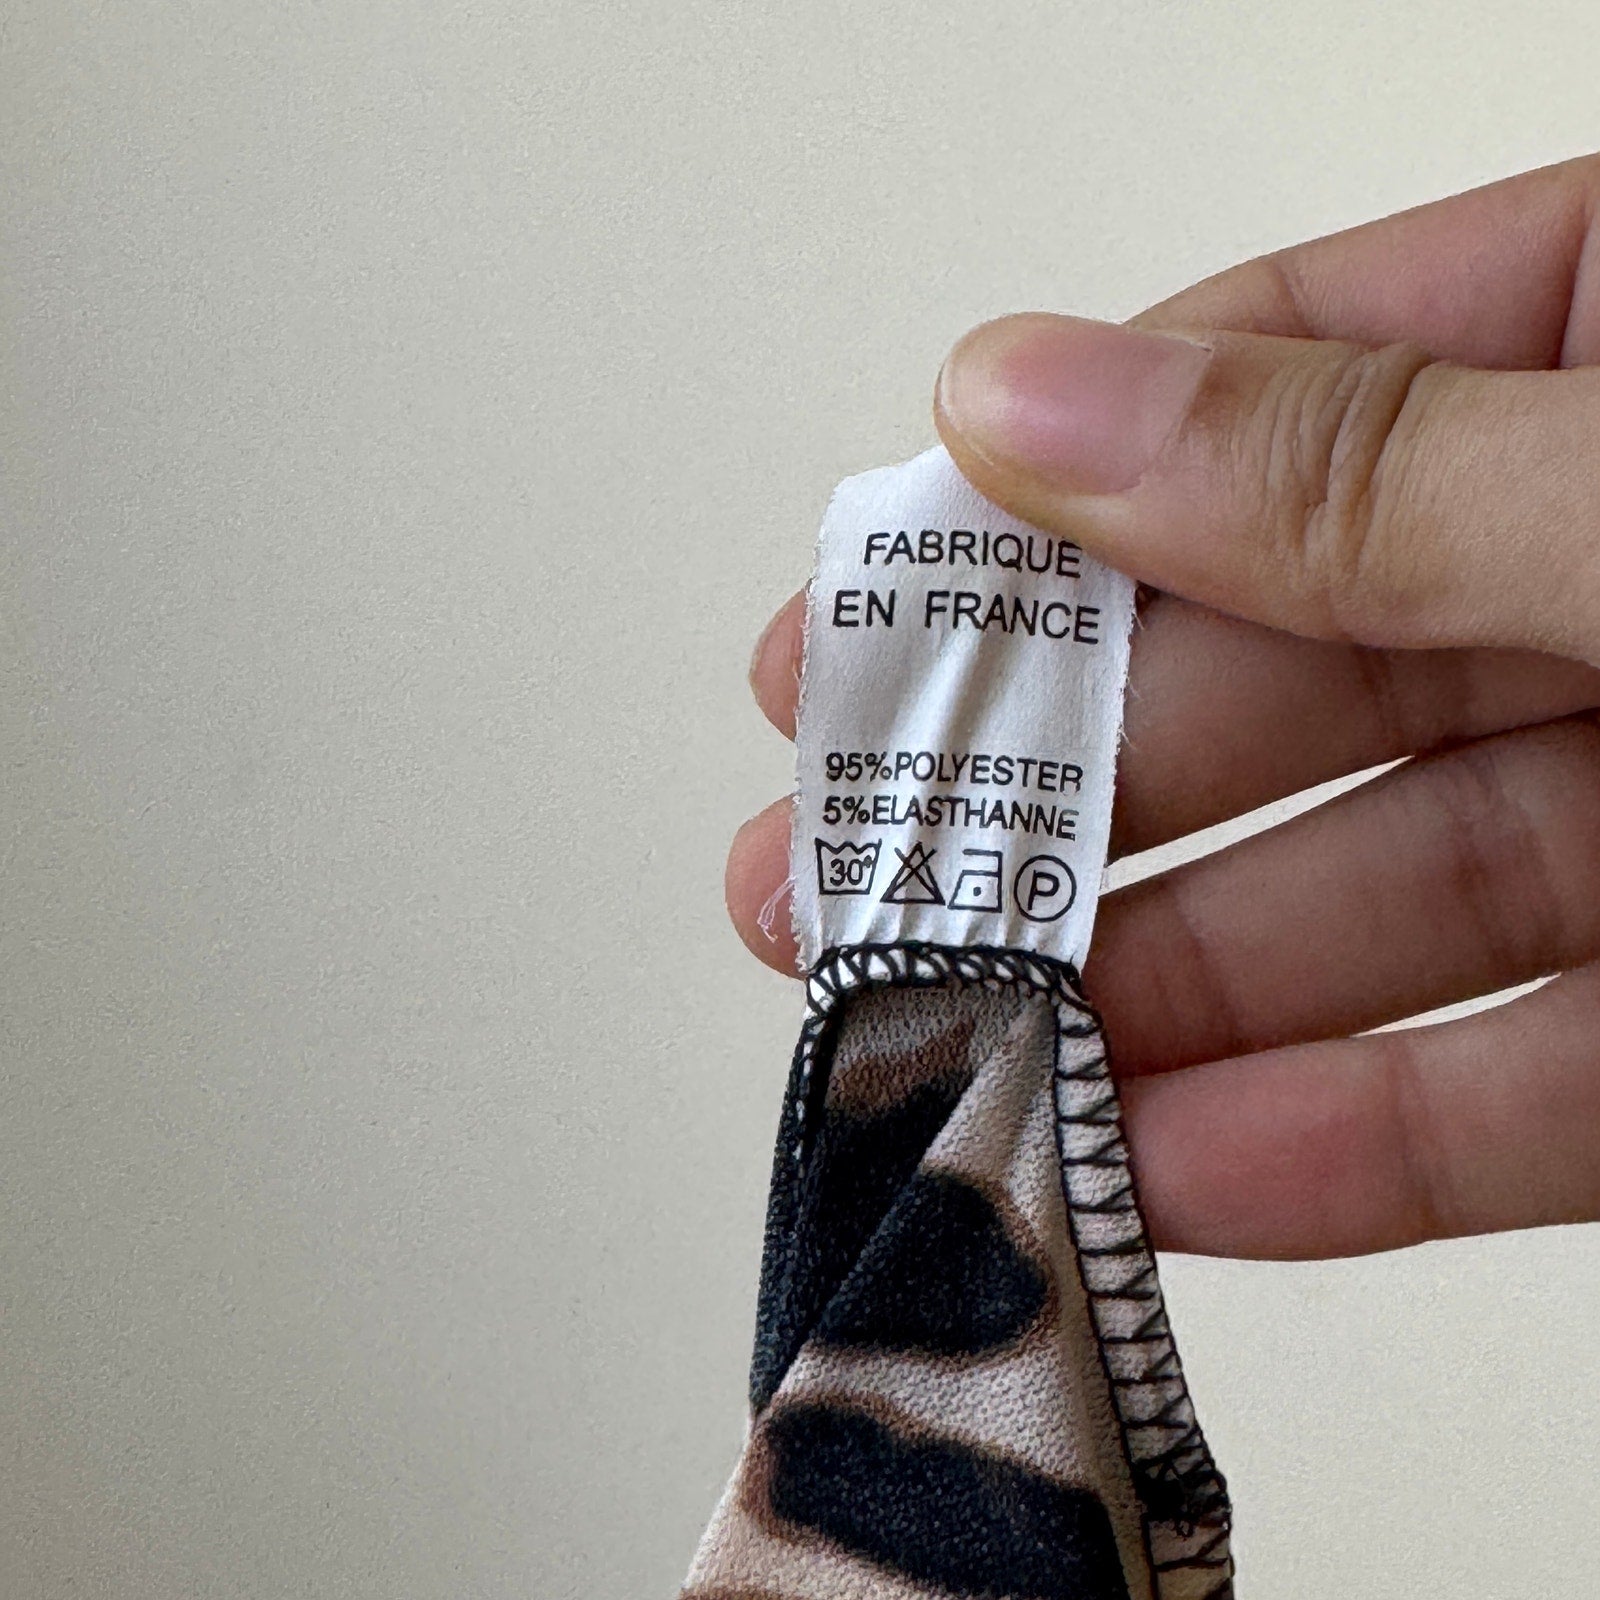 FABRIQUE
EN FRANCE
95%POLYESTER
5%ELASTHANNE
30° P